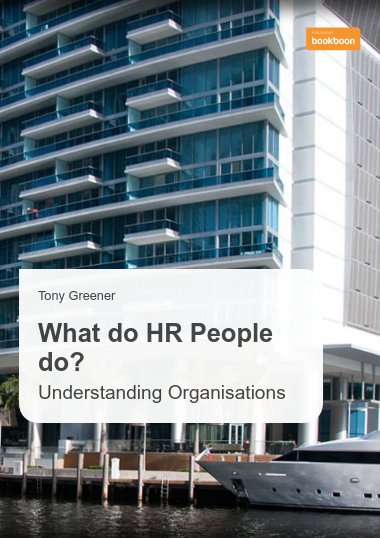 bookboon
Tony Greener
What do HR People
do?
Understanding Organisations